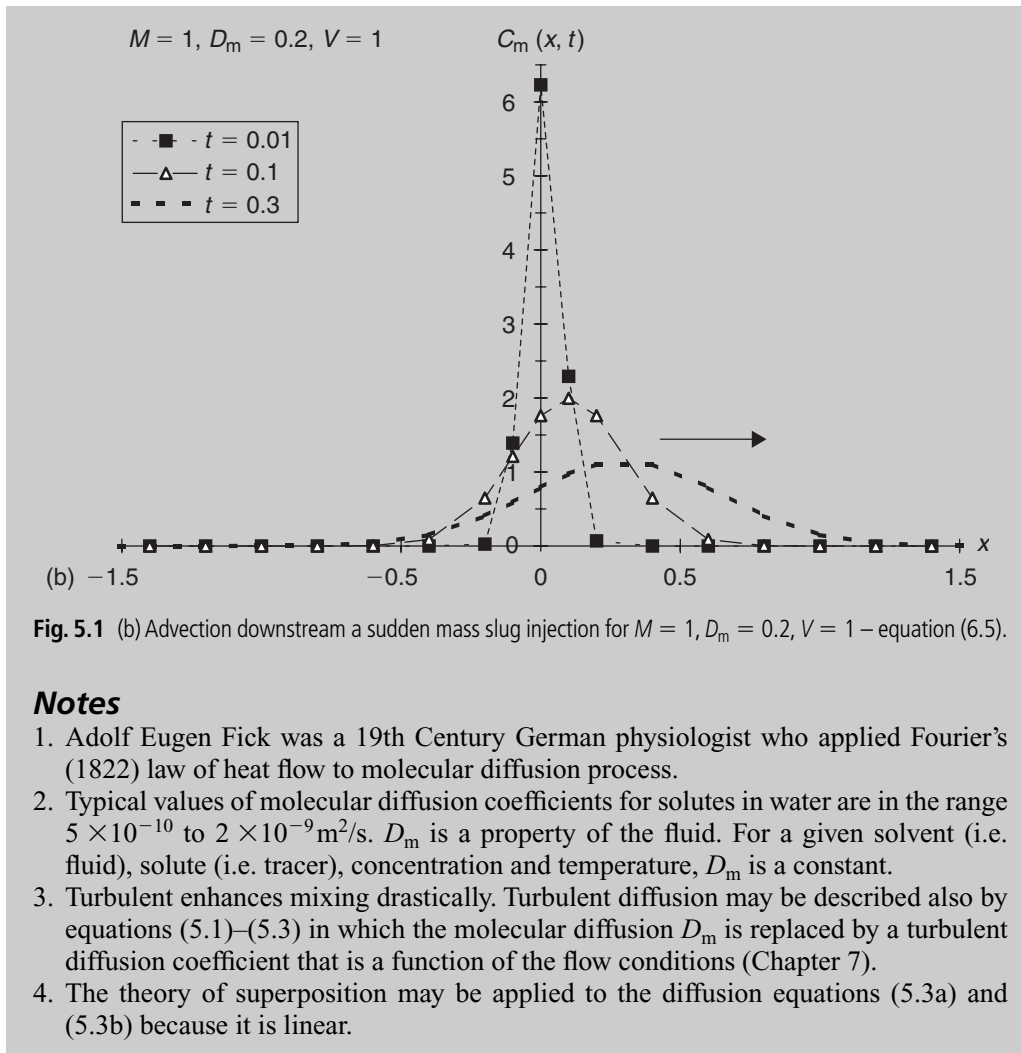 M = 1, D_m = 0.2, V = 1
C_m (x, t)
t = 0.01
t = 0.1
t = 0.3
6
5
4
3
2
1
0
x
(b) −1.5 −0.5 0 0.5 1.5
Fig. 5.1 (b) Advection downstream a sudden mass slug injection for M = 1, D_m = 0.2, V = 1 – equation (6.5).
Notes
1. Adolf Eugen Fick was a 19th Century German physiologist who applied Fourier’s
(1822) law of heat flow to molecular diffusion process.
2. Typical values of molecular diffusion coefficients for solutes in water are in the range
5 ×10⁻¹⁰ to 2 ×10⁻⁹ m²/s. D_m is a property of the fluid. For a given solvent (i.e.
fluid), solute (i.e. tracer), concentration and temperature, D_m is a constant.
3. Turbulent enhances mixing drastically. Turbulent diffusion may be described also by
equations (5.1)–(5.3) in which the molecular diffusion D_m is replaced by a turbulent
diffusion coefficient that is a function of the flow conditions (Chapter 7).
4. The theory of superposition may be applied to the diffusion equations (5.3a) and
(5.3b) because it is linear.